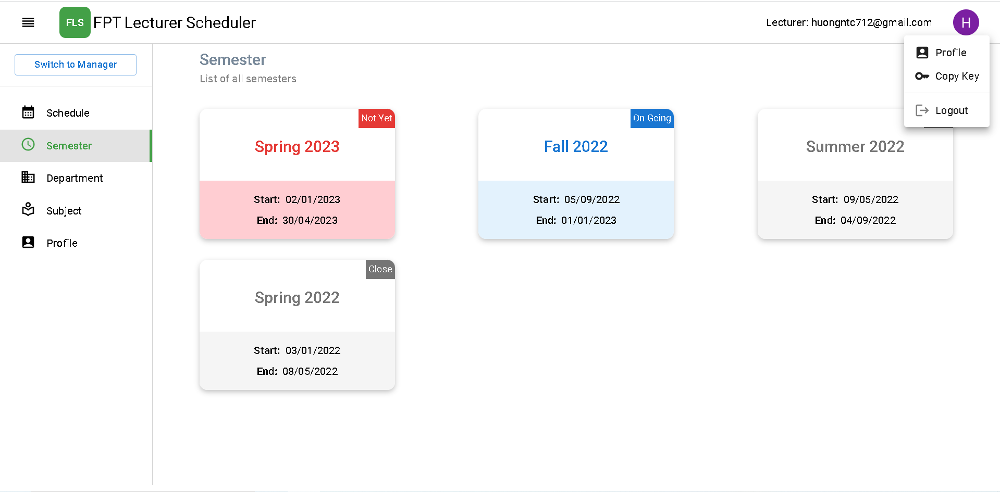 FLS FPT Lecturer Scheduler
Lecturer: huongntc712@gmail.com
H
Profile
Copy Key
Logout
Switch to Manager
Schedule
Semester
Department
Subject
Profile
Semester
List of all semesters
Not Yet
Spring 2023
Start: 02/01/2023
End: 30/04/2023
On Going
Fall 2022
Start: 05/09/2022
End: 01/01/2023
Summer 2022
Start: 09/05/2022
End: 04/09/2022
Close
Spring 2022
Start: 03/01/2022
End: 08/05/2022